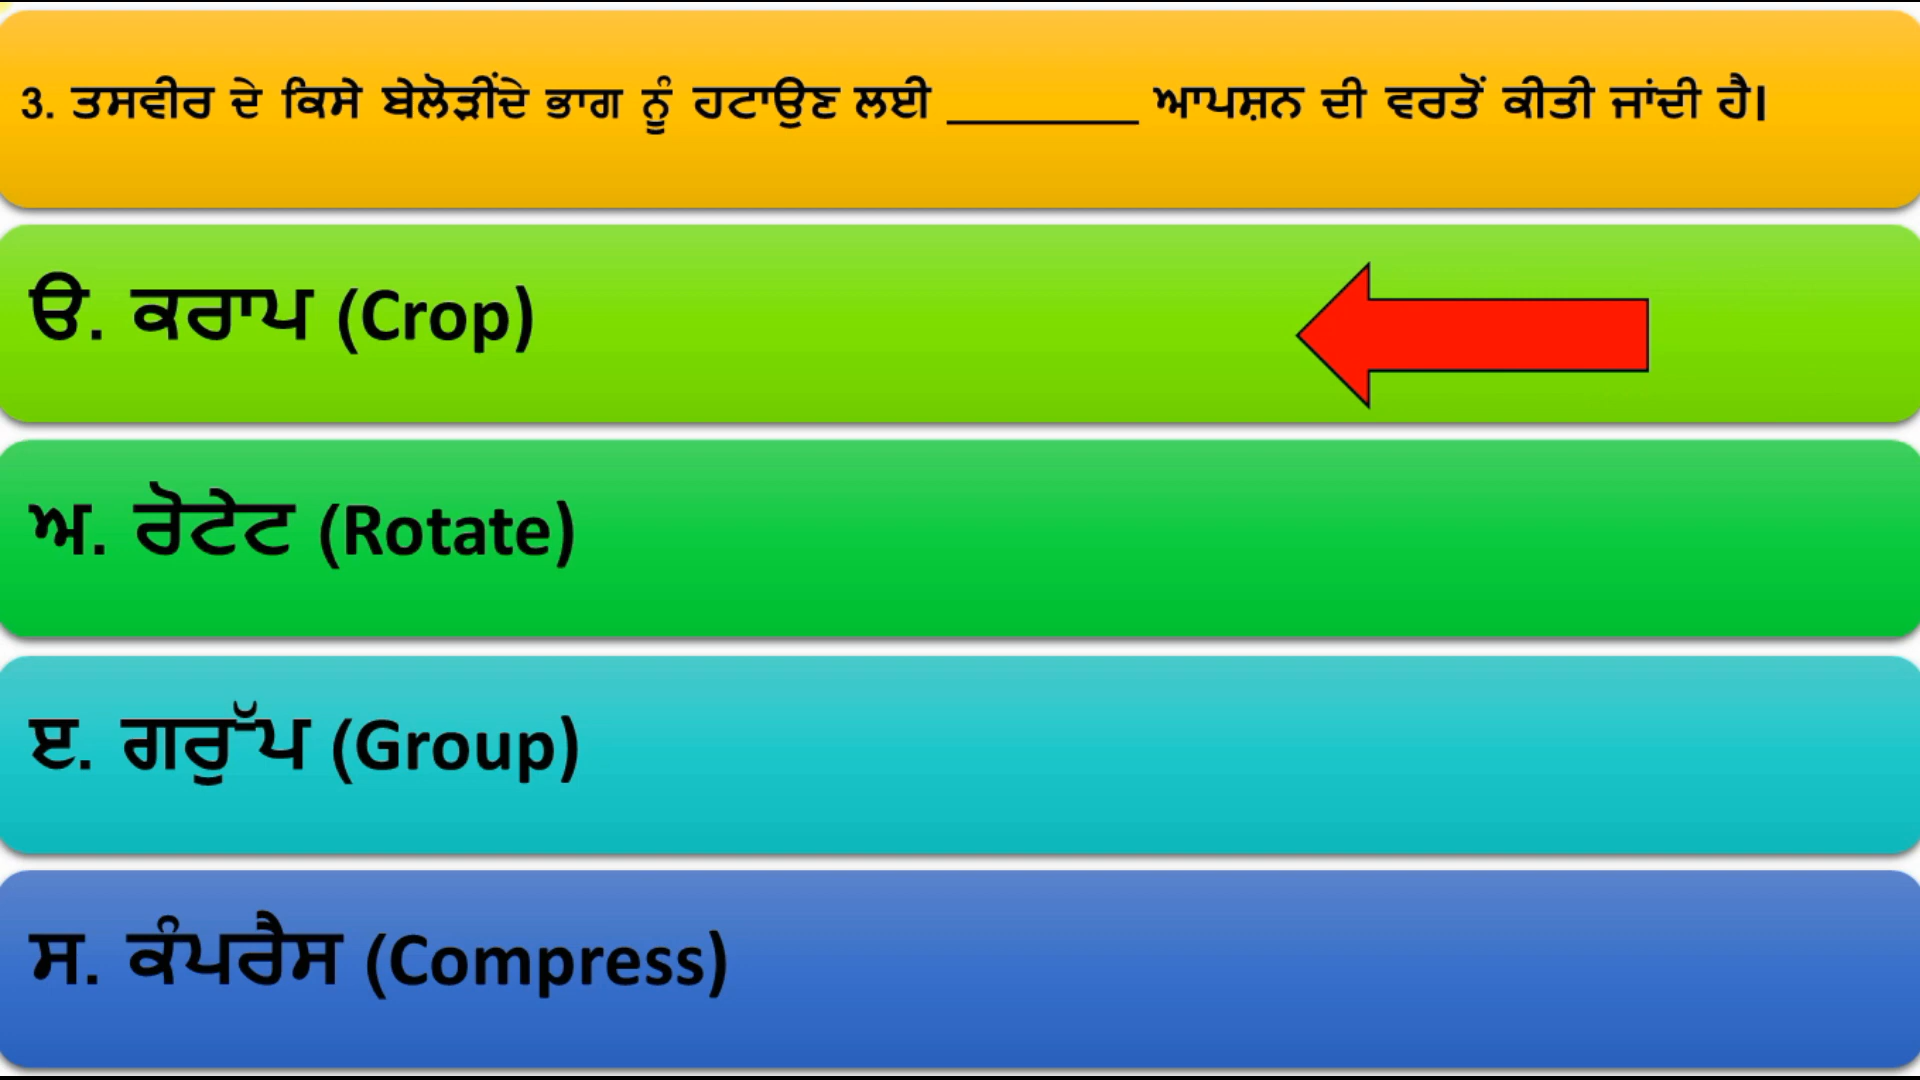 3. ਤਸਵੀਰ ਦੇ ਕਿਸੇ ਬੇਲੋੜੀਂਦੇ ਭਾਗ ਨੂੰ ਹਟਾਉਣ ਲਈ ________ ਆਪਸ਼ਨ ਦੀ ਵਰਤੋਂ ਕੀਤੀ ਜਾਂਦੀ ਹੈ।
ੳ. ਕਰਾਪ (Crop)
ਅ. ਰੋਟੇਟ (Rotate)
ੲ. ਗਰੁੱਪ (Group)
ਸ. ਕੰਪਰੈਸ (Compress)